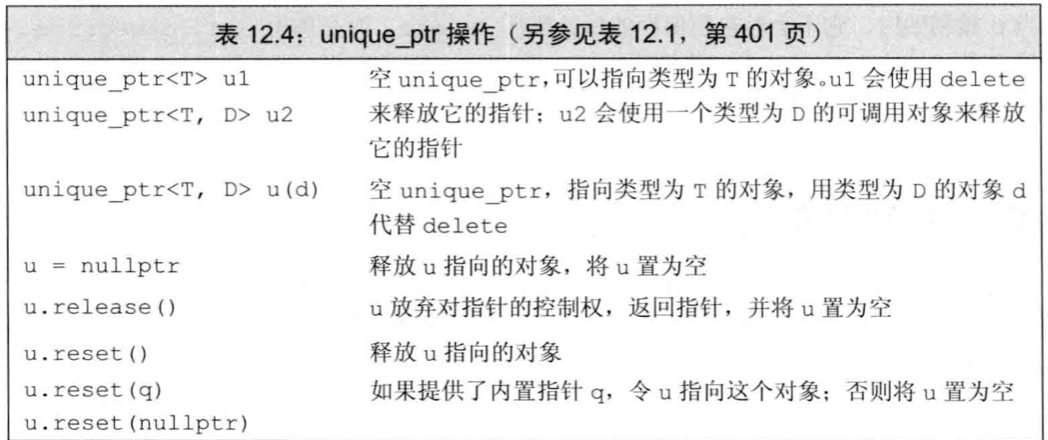 表 12.4：unique_ptr 操作（另参见表 12.1，第 401 页）
unique_ptr<T> u1 空 unique_ptr，可以指向类型为 T 的对象。u1 会使用 delete
unique_ptr<T, D> u2 来释放它的指针；u2 会使用一个类型为 D 的可调用对象来释放
它的指针
unique_ptr<T, D> u(d) 空 unique_ptr，指向类型为 T 的对象，用类型为 D 的对象 d
代替 delete
u = nullptr 释放 u 指向的对象，将 u 置为空
u.release() u 放弃对指针的控制权，返回指针，并将 u 置为空
u.reset() 释放 u 指向的对象
u.reset(q) 如果提供了内置指针 q，令 u 指向这个对象；否则将 u 置为空
u.reset(nullptr)